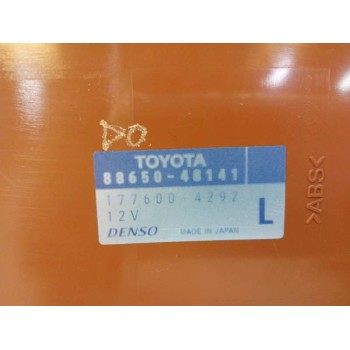 DO
TOYOTA
88650-48141
177600-4292
12V
L
DENSO MADE IN JAPAN
>ABS<